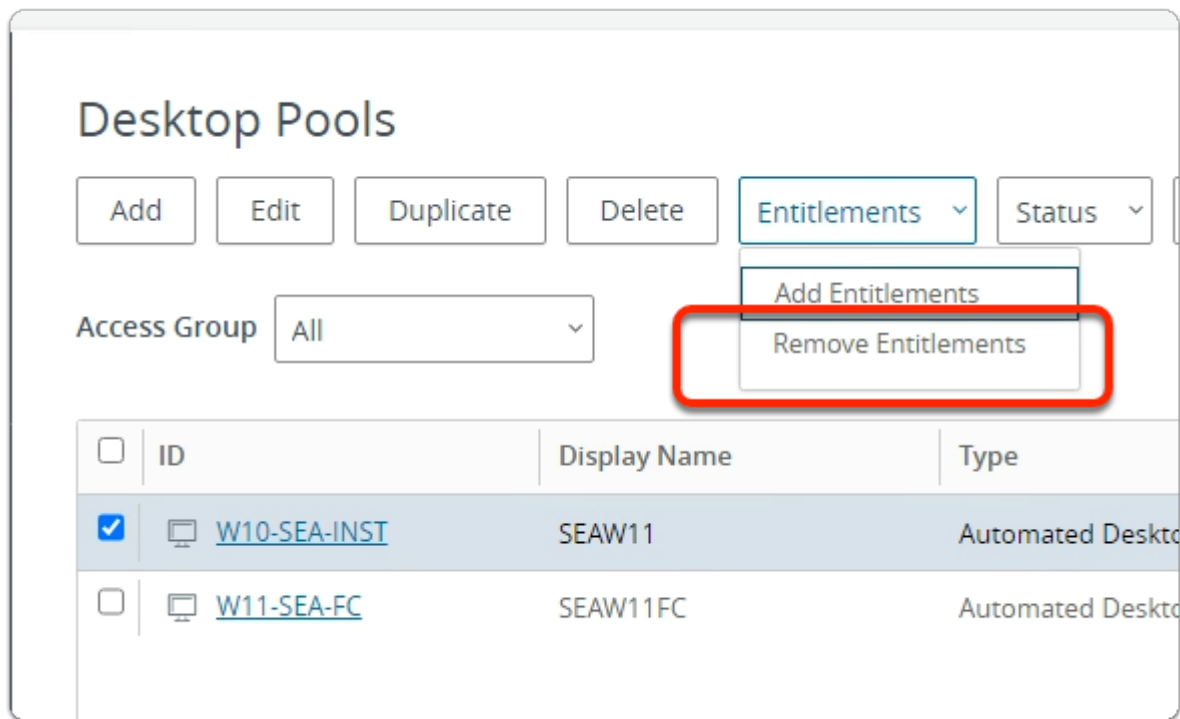 Desktop Pools
Add Edit Duplicate Delete Entitlements Status
Add Entitlements
Access Group All
Remove Entitlements
ID Display Name Type
W10-SEA-INST SEAW11 Automated Deskto
W11-SEA-FC SEAW11FC Automated Deskto